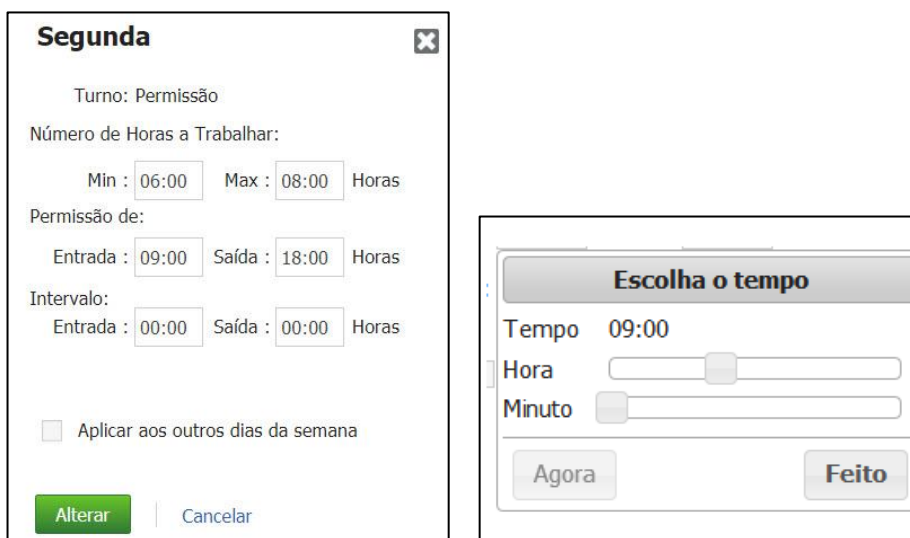 Segunda
Turno: Permissão
Número de Horas a Trabalhar:
Min : 06:00 Max : 08:00 Horas
Permissão de:
Entrada : 09:00 Saída : 18:00 Horas
Intervalo:
Entrada : 00:00 Saída : 00:00 Horas
Aplicar aos outros dias da semana
Alterar Cancelar
Escolha o tempo
Tempo 09:00
Hora
Minuto
Agora Feito